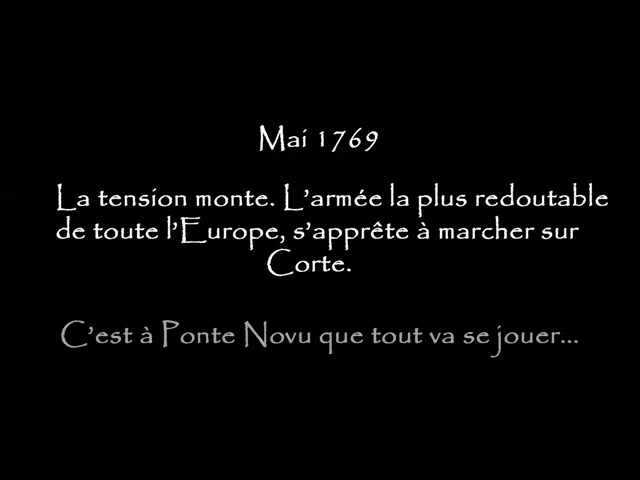 Mai 1769
La tension monte. L'armée la plus redoutable
de toute l'Europe, s'apprête à marcher sur
Corte.
C'est à Ponte Novu que tout va se jouer...